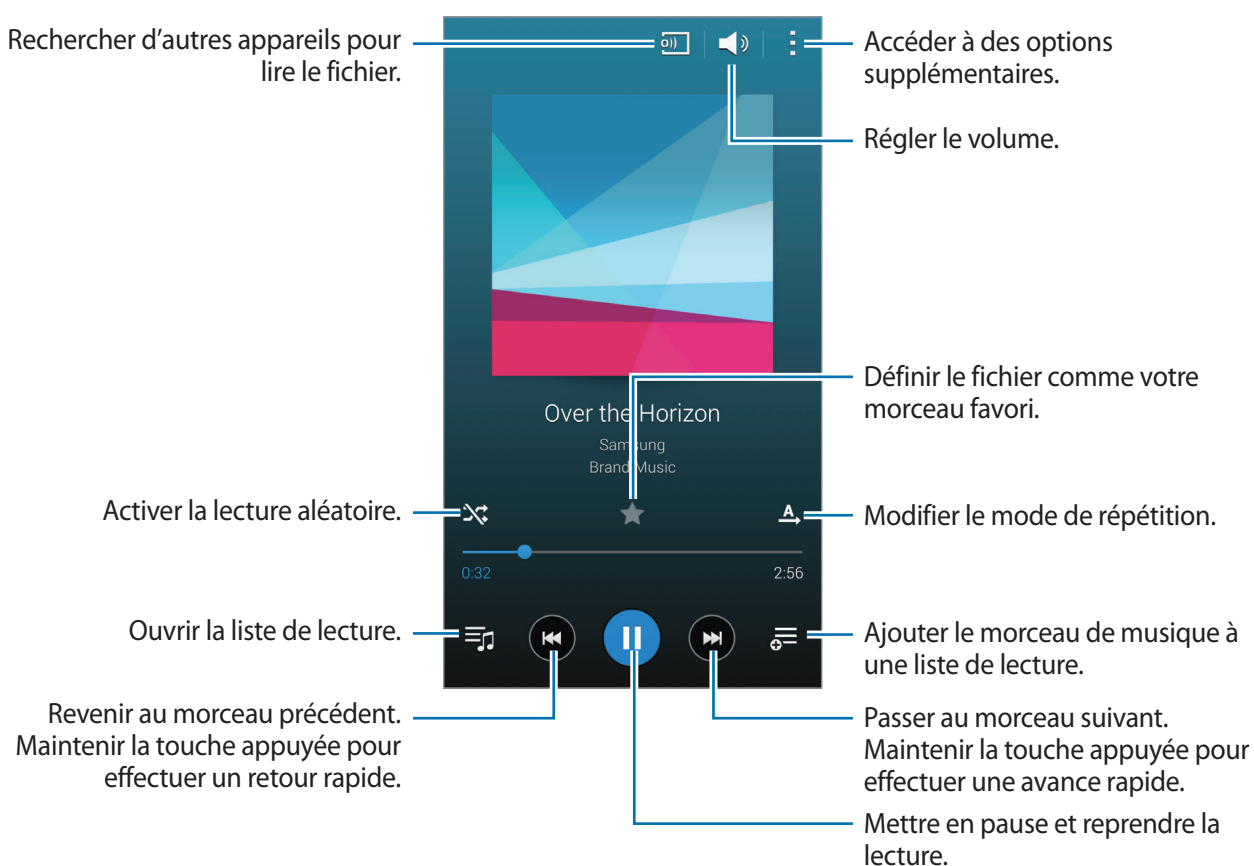 Rechercher d'autres appareils pour
lire le fichier.
Accéder à des options
supplémentaires.
Régler le volume.
Définir le fichier comme votre
morceau favori.
Over the Horizon
Samsung
Brand Music
Activer la lecture aléatoire.
A
Modifier le mode de répétition.
0:32
2:56
Ouvrir la liste de lecture.
Ajouter le morceau de musique à
une liste de lecture.
Revenir au morceau précédent.
Maintenir la touche appuyée pour
effectuer un retour rapide.
Passer au morceau suivant.
Maintenir la touche appuyée pour
effectuer une avance rapide.
Mettre en pause et reprendre la
lecture.